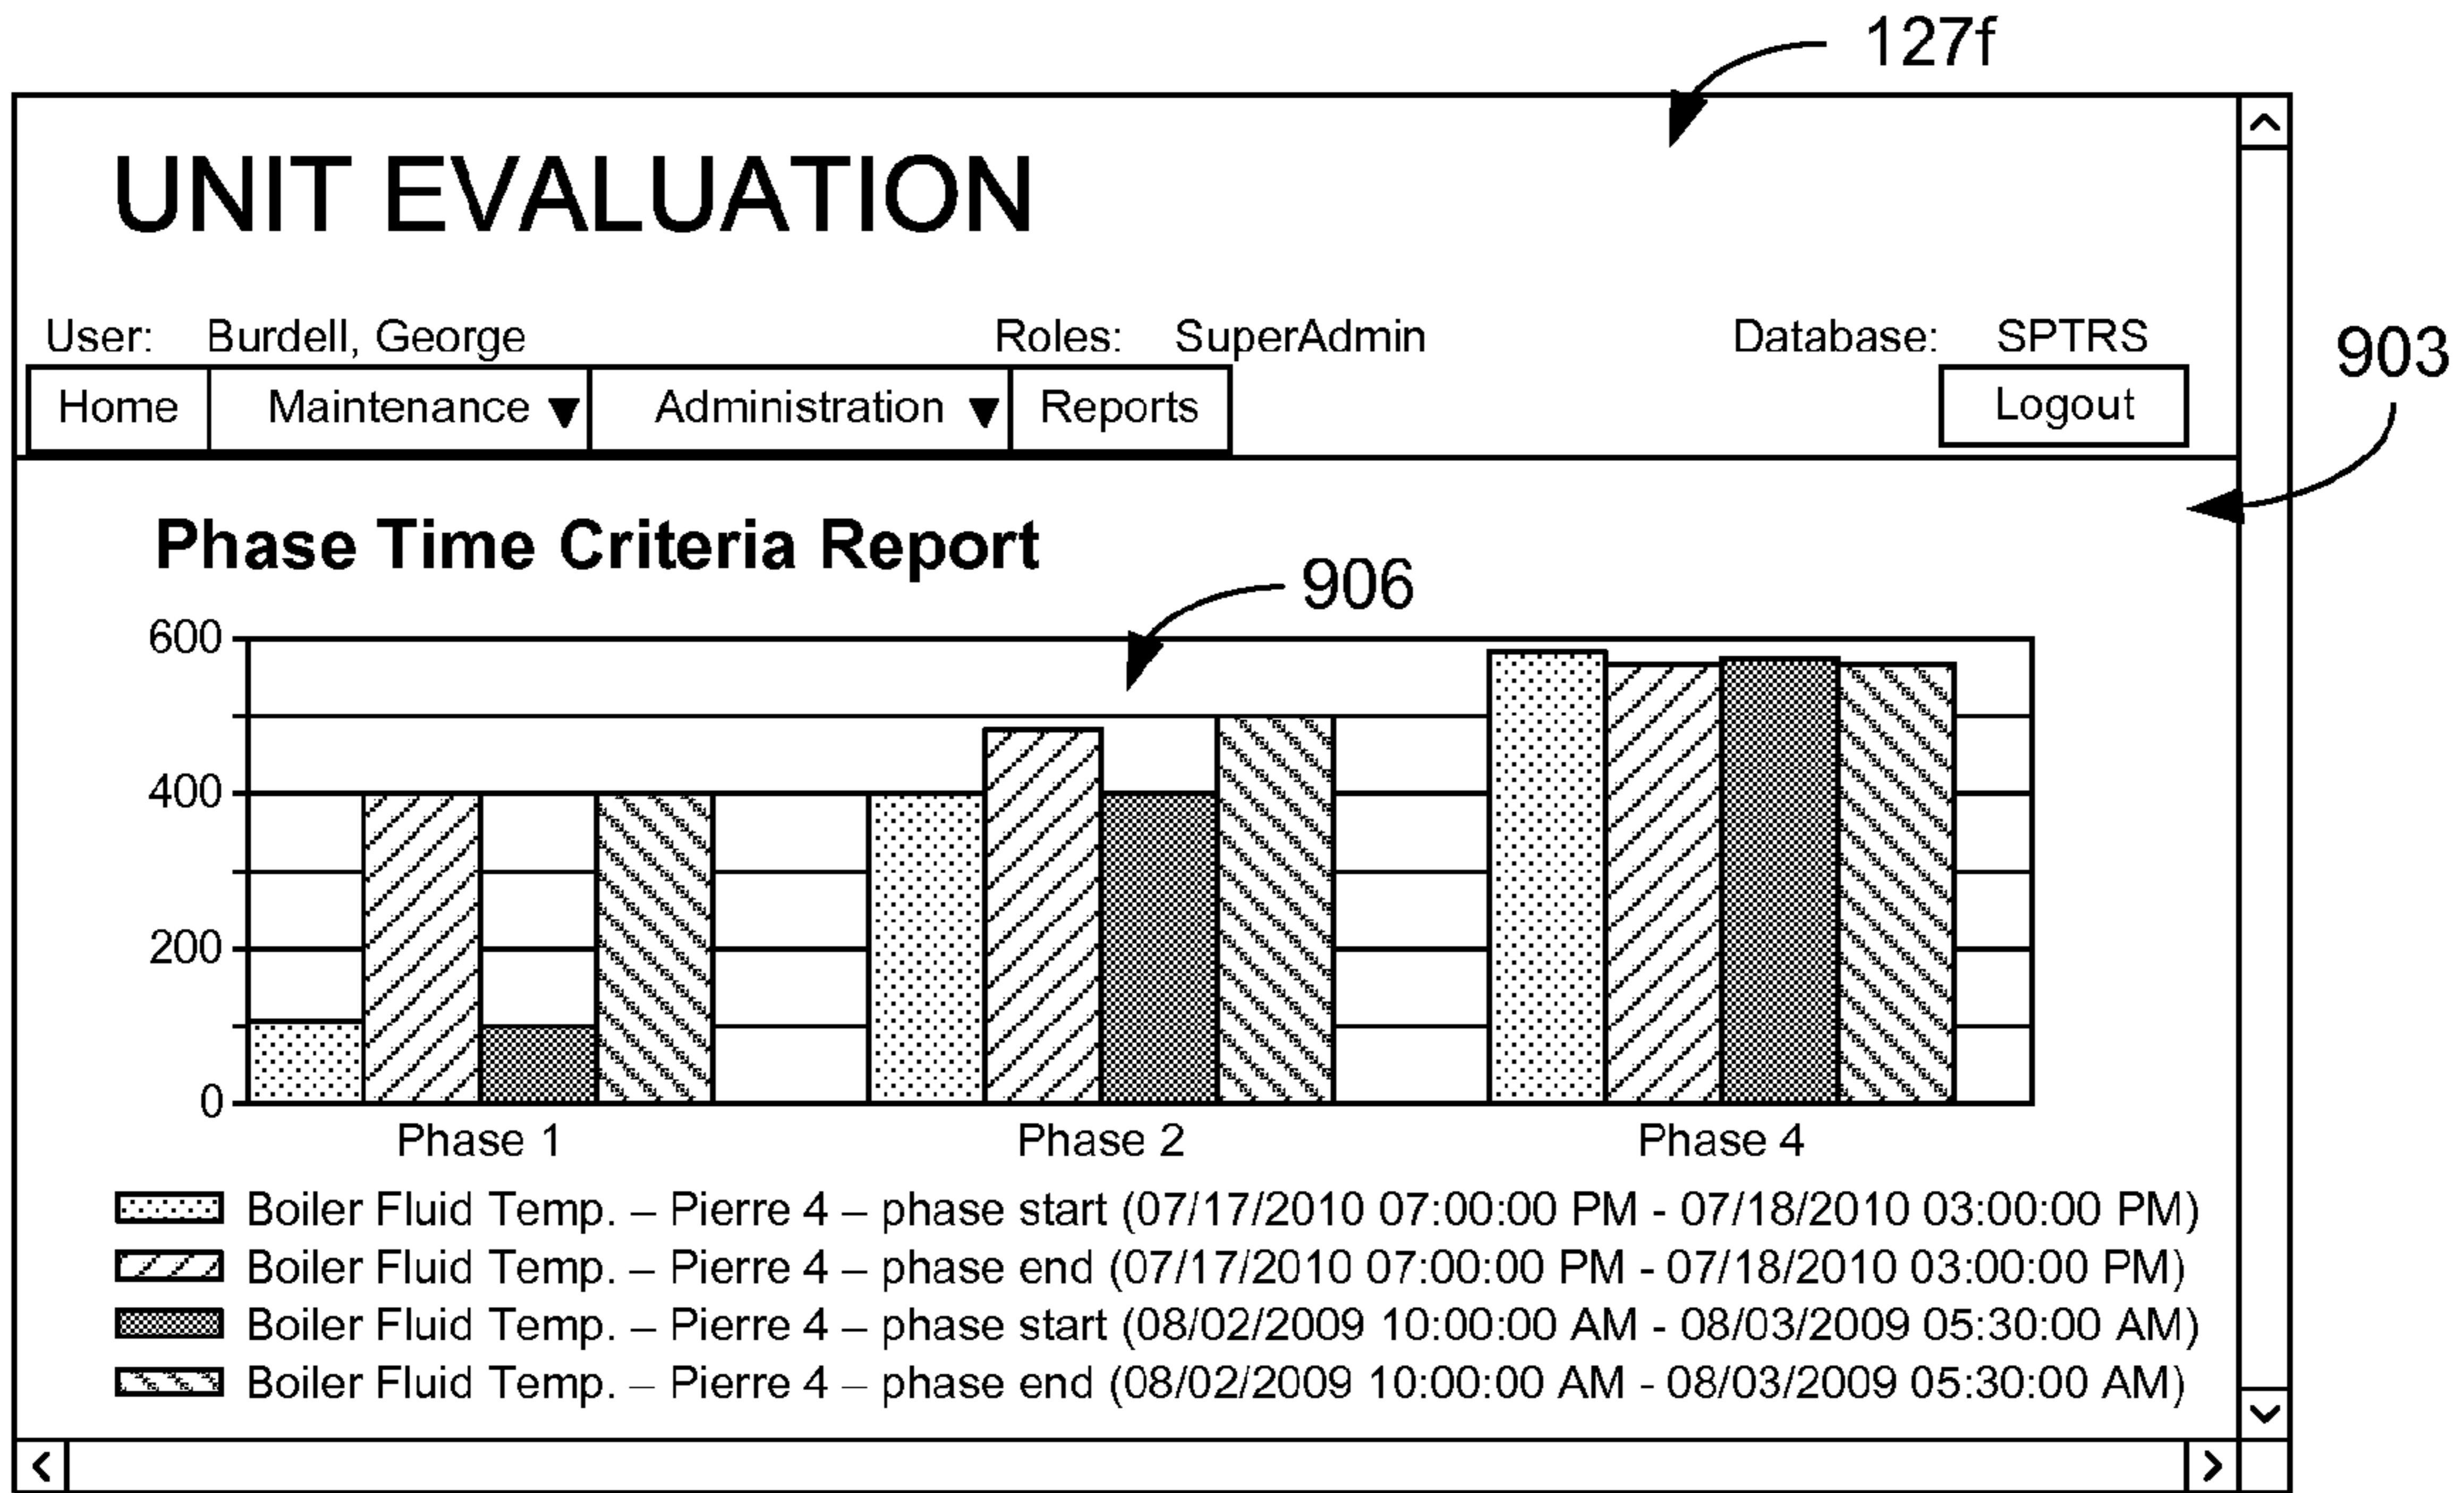 127f
UNIT EVALUATION
User: Burdell, George Roles: SuperAdmin Database: SPTRS
903
Home Maintenance ▼ Administration ▼ Reports Logout
Phase Time Criteria Report
906
600
400
200
0
Phase 1 Phase 2 Phase 4
Boiler Fluid Temp. – Pierre 4 – phase start (07/17/2010 07:00:00 PM - 07/18/2010 03:00:00 PM)
Boiler Fluid Temp. – Pierre 4 – phase end (07/17/2010 07:00:00 PM - 07/18/2010 03:00:00 PM)
Boiler Fluid Temp. – Pierre 4 – phase start (08/02/2009 10:00:00 AM - 08/03/2009 05:30:00 AM)
Boiler Fluid Temp. – Pierre 4 – phase end (08/02/2009 10:00:00 AM - 08/03/2009 05:30:00 AM)